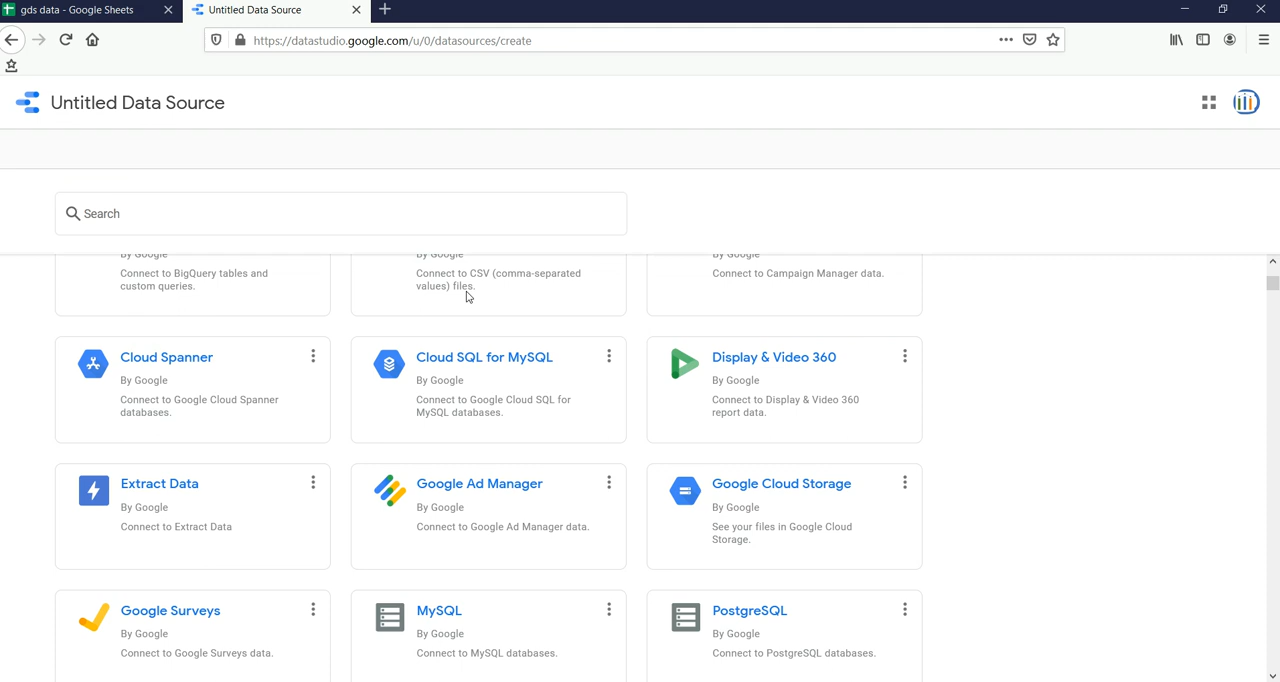 gds data - Google Sheets
Untitled Data Source
https://datastudio.google.com/u/0/datasources/create
Untitled Data Source
Search
By Google
By Google
By Google
Connect to BigQuery tables and
custom queries.
Connect to CSV (comma-separated
values) files.
Connect to Campaign Manager data.
Cloud Spanner
By Google
Connect to Google Cloud Spanner
databases.
Cloud SQL for MySQL
By Google
Connect to Google Cloud SQL for
MySQL databases.
Display & Video 360
By Google
Connect to Display & Video 360
report data.
Extract Data
By Google
Connect to Extract Data
Google Ad Manager
By Google
Connect to Google Ad Manager data.
Google Cloud Storage
By Google
See your files in Google Cloud
Storage.
Google Surveys
By Google
Connect to Google Surveys data.
MySQL
By Google
Connect to MySQL databases.
PostgreSQL
By Google
Connect to PostgreSQL databases.